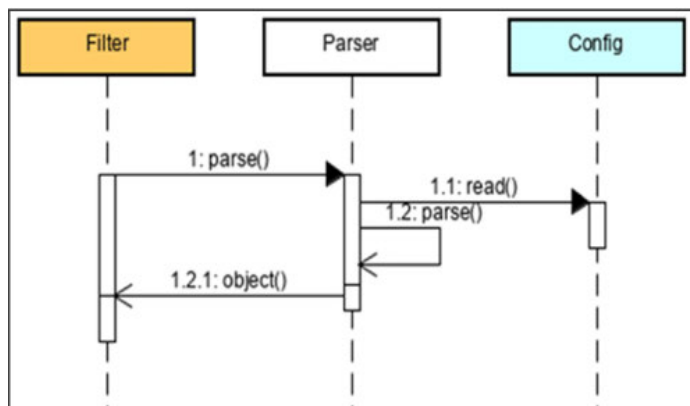 Filter
Parser
Config
1: parse()
1.1: read()
1.2: parse()
1.2.1: object()